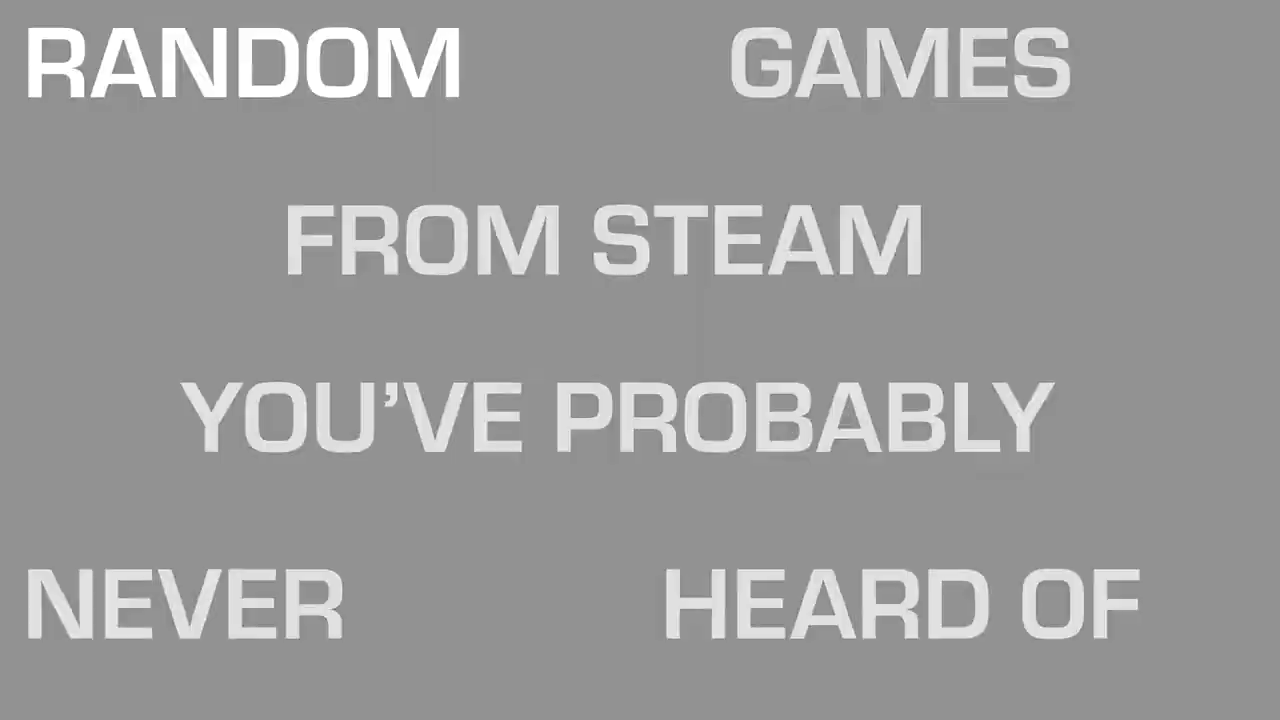 RANDOM GAMES
FROM STEAM
YOU’VE PROBABLY
NEVER HEARD OF